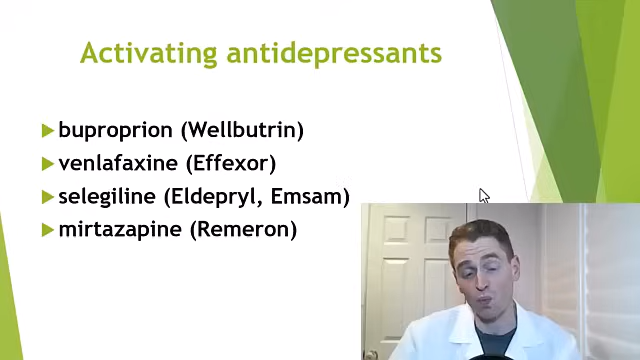 Activating antidepressants
buproprion (Wellbutrin)
venlafaxine (Effexor)
selegiline (Eldepryl, Emsam)
mirtazapine (Remeron)